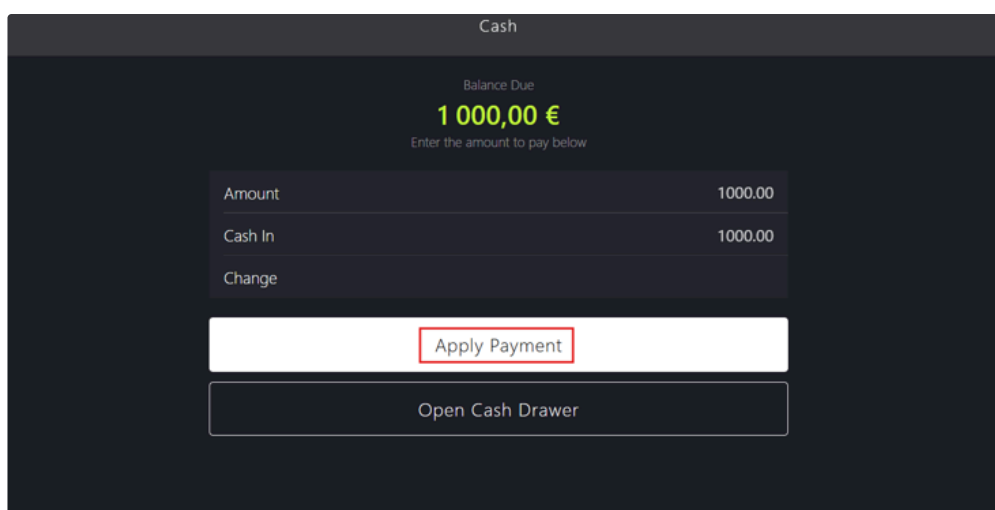 Cash
Balance Due
1 000,00 €
Enter the amount to pay below
Amount 1000.00
Cash In 1000.00
Change
Apply Payment
Open Cash Drawer